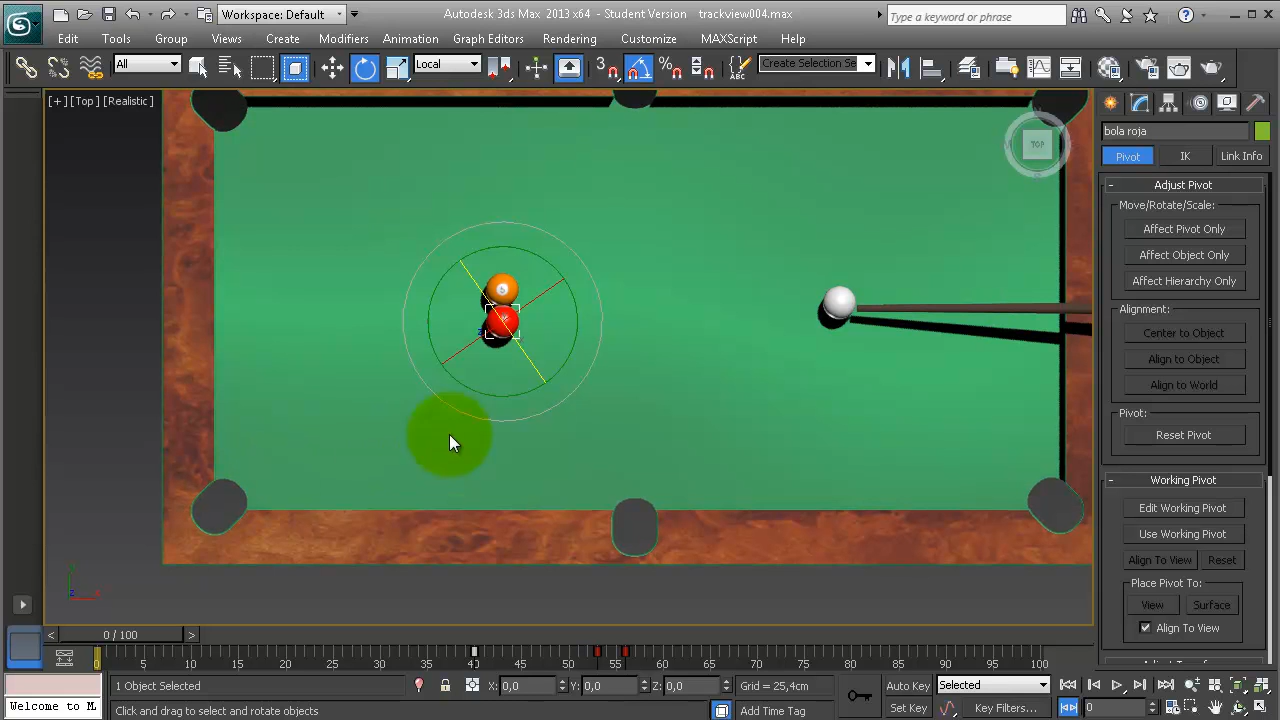 Workspace: Default
Autodesk 3ds Max 2013 x64 - Student Version trackview004.max
Type a keyword or phrase
Edit Tools Group Views Create Modifiers Animation Graph Editors Rendering Customize MAXScript Help
All
Local
3
Create Selection Se
[+] [Top] [Realistic]
TOP
bola roja
Pivot IK Link Info
- Adjust Pivot
Move/Rotate/Scale:
Affect Pivot Only
Affect Object Only
Affect Hierarchy Only
Alignment:
Center to Object
Align to Object
Align to World
Pivot:
Reset Pivot
- Working Pivot
Edit Working Pivot
Use Working Pivot
Align To View Reset
Place Pivot To:
View Surface
Align To View
< 0 / 100 >
0 5 10 15 20 25 30 35 40 45 50 55 60 65 70 75 80 85 90 95 100
1 Object Selected
X: 0,0 Y: 0,0 Z: 0,0 Grid = 25,4cm
Auto Key Selected
Welcome to M
Click and drag to select and rotate objects
Add Time Tag
Set Key Key Filters...
0